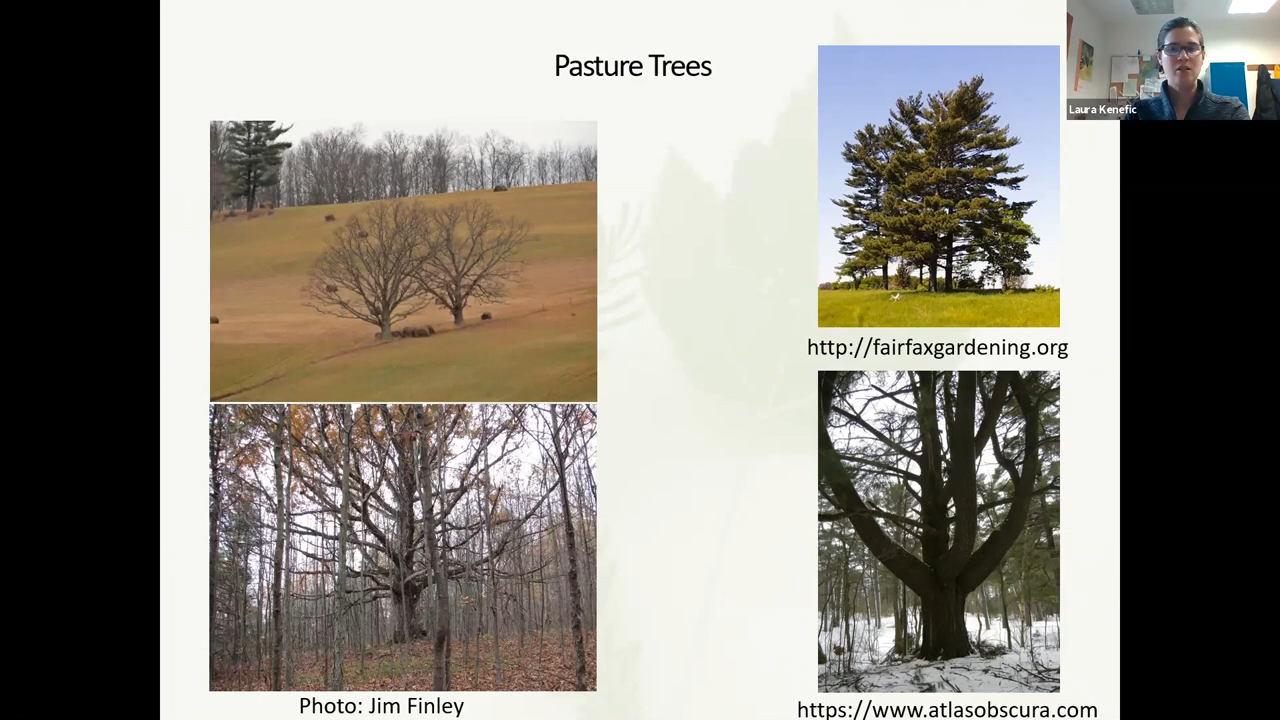 Pasture Trees
Laura Kenefic
http://fairfaxgardening.org
Photo: Jim Finley
https://www.atlasobscura.com